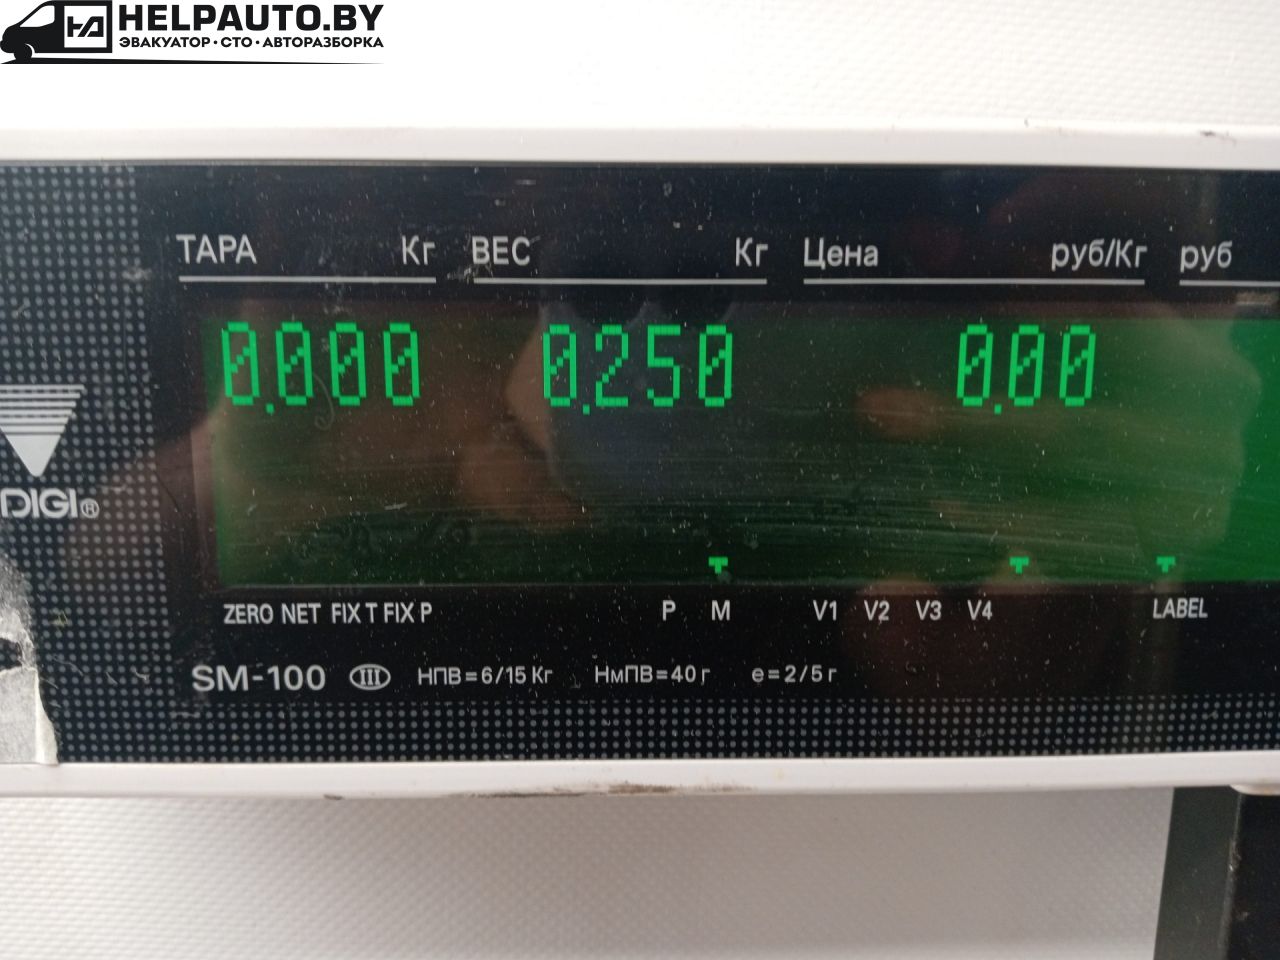 HELPAUTO.BY
ЭВАКУАТОР·СТО·АВТОРАЗБОРКА
ТАРА Кг ВЕС Кг Цена руб/Кг руб
0.000 0.250 0.00
DIGI®
ZERO NET FIX T FIX P P M V1 V2 V3 V4 LABEL
SM-100 III НПВ=6/15 Кг НмПВ=40 г e=2/5 г